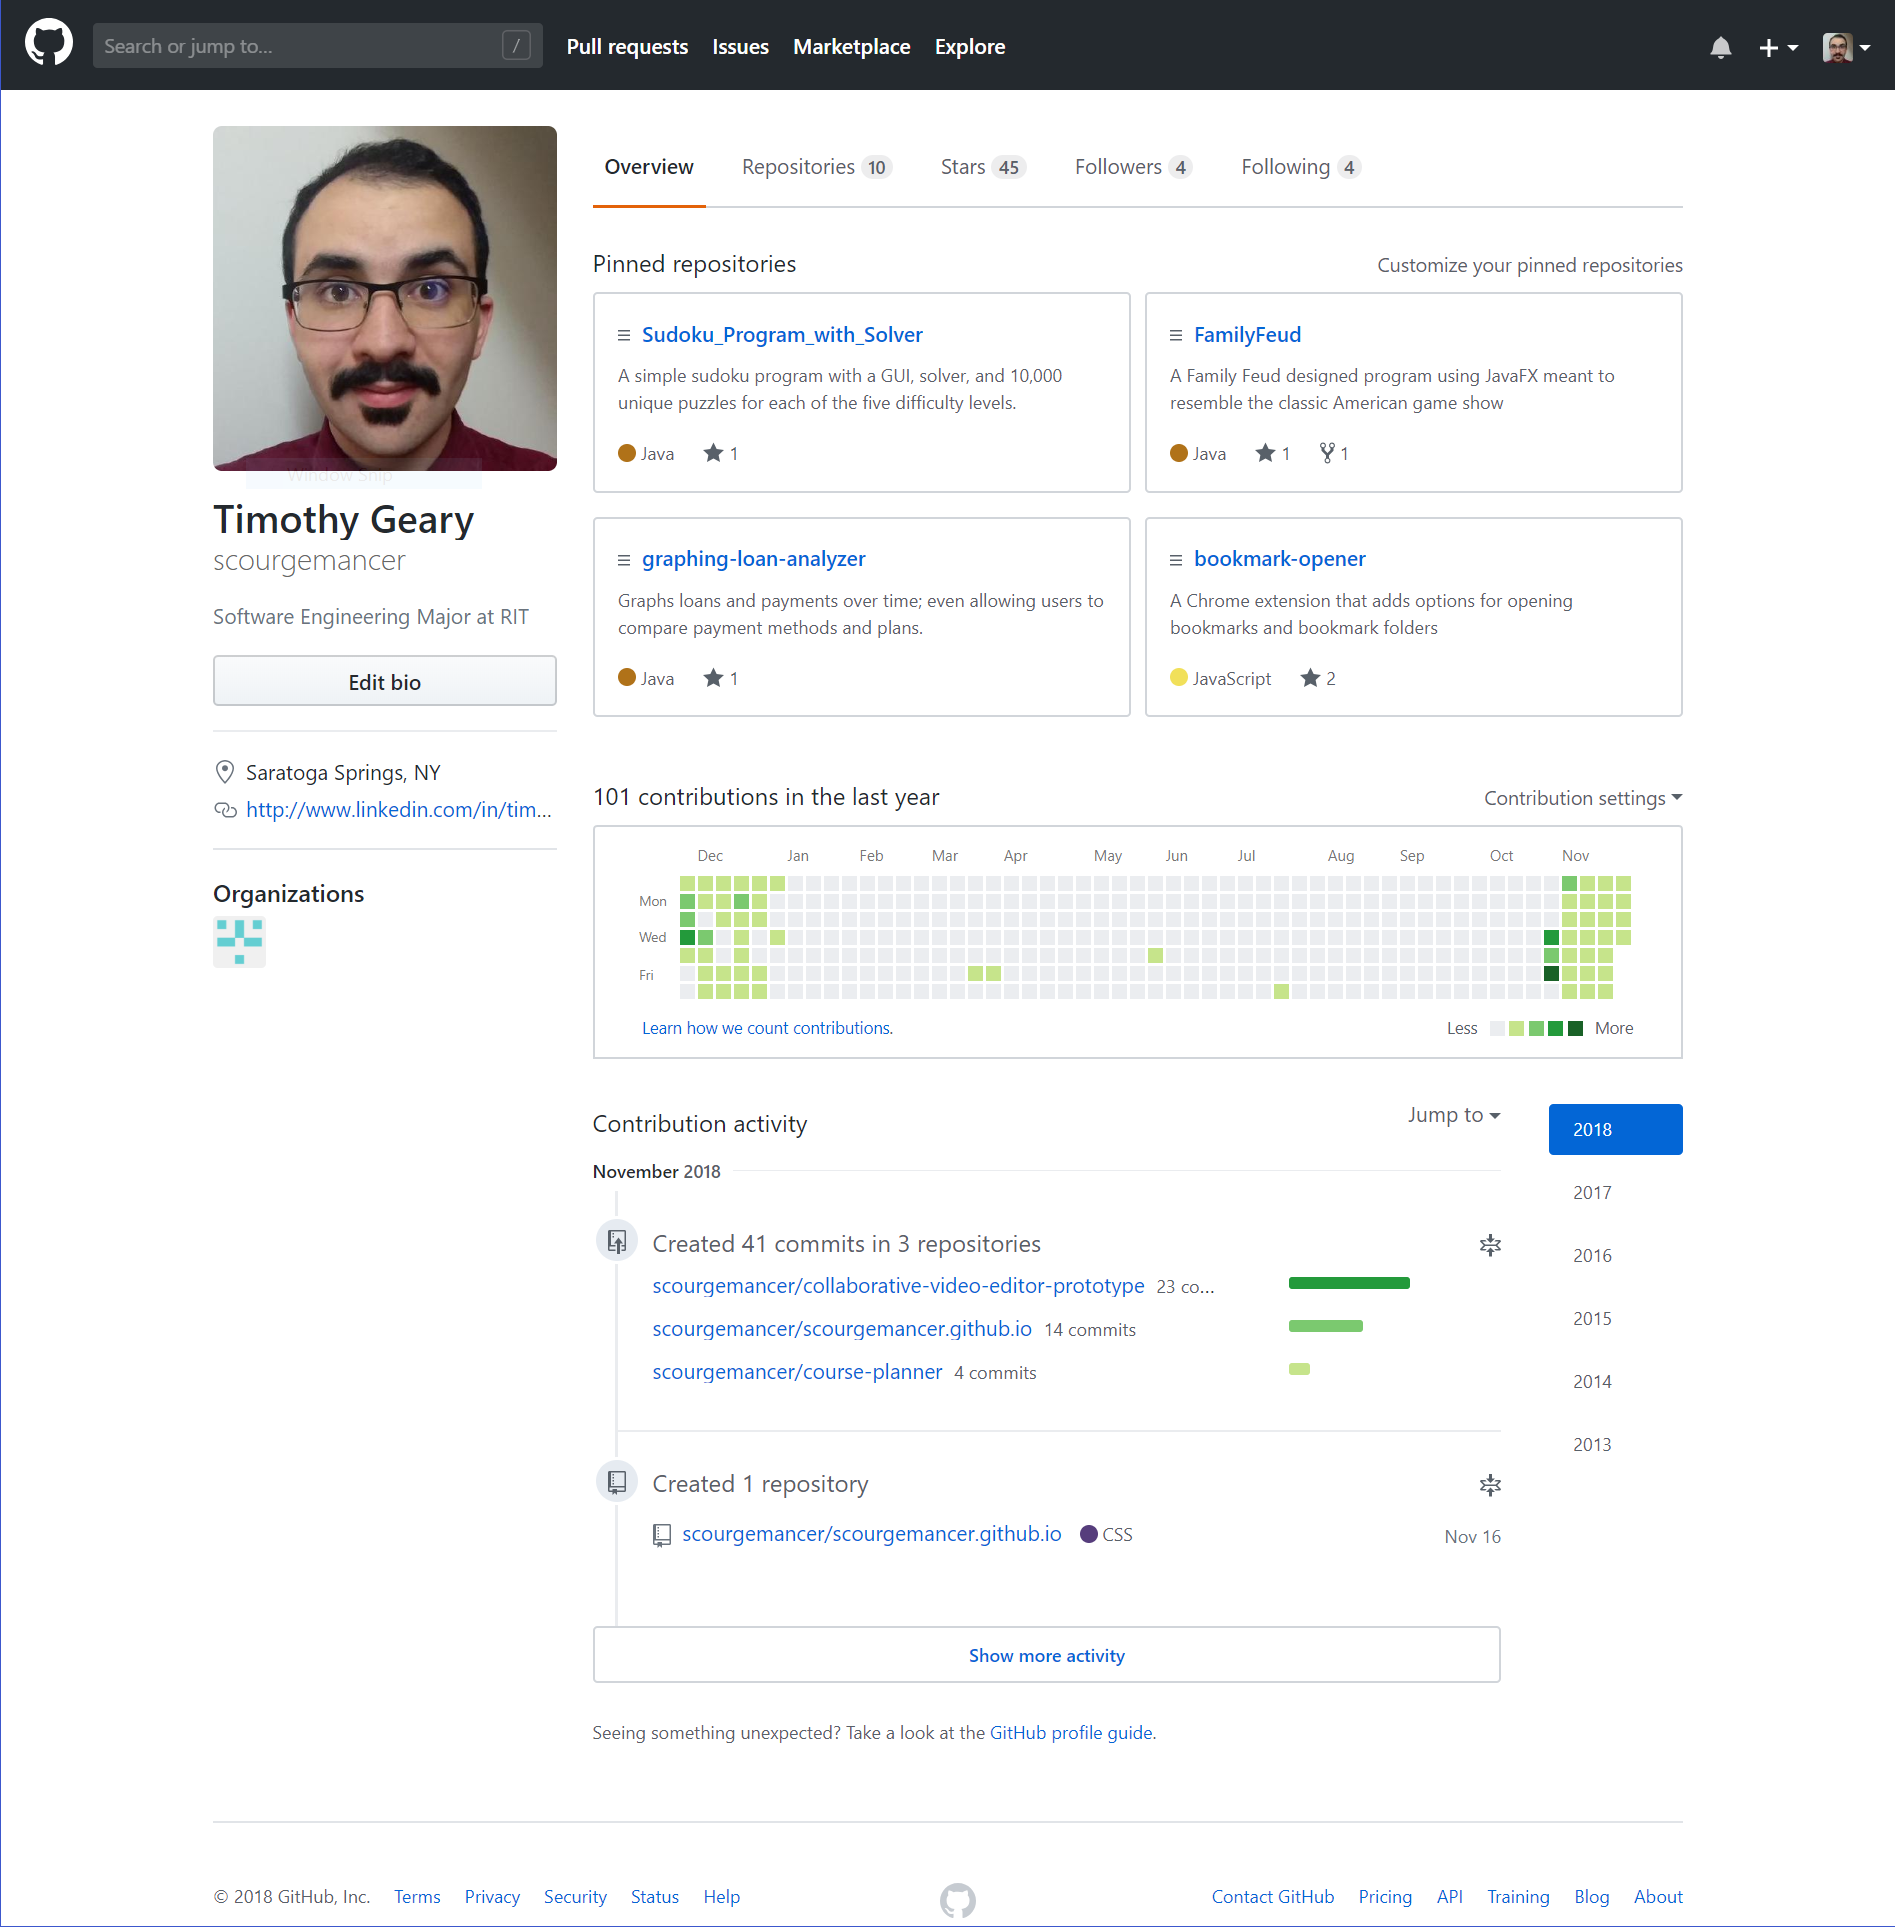 Search or jump to...
/
Pull requests Issues Marketplace Explore
Overview Repositories 10 Stars 45 Followers 4 Following 4
Window Snip
Timothy Geary
scourgemancer
Software Engineering Major at RIT
Edit bio
Saratoga Springs, NY
http://www.linkedin.com/in/tim...
Organizations
Pinned repositories
Customize your pinned repositories
Sudoku_Program_with_Solver
A simple sudoku program with a GUI, solver, and 10,000
unique puzzles for each of the five difficulty levels.
Java 1
FamilyFeud
A Family Feud designed program using JavaFX meant to
resemble the classic American game show
Java 1 1
graphing-loan-analyzer
Graphs loans and payments over time; even allowing users to
compare payment methods and plans.
Java 1
bookmark-opener
A Chrome extension that adds options for opening
bookmarks and bookmark folders
JavaScript 2
101 contributions in the last year
Contribution settings
Dec Jan Feb Mar Apr May Jun Jul Aug Sep Oct Nov
Mon
Wed
Fri
Learn how we count contributions.
Less More
Contribution activity
Jump to
2018
2017
2016
2015
2014
2013
November 2018
Created 41 commits in 3 repositories
scourgemancer/collaborative-video-editor-prototype 23 co...
scourgemancer/scourgemancer.github.io 14 commits
scourgemancer/course-planner 4 commits
Created 1 repository
scourgemancer/scourgemancer.github.io CSS Nov 16
Show more activity
Seeing something unexpected? Take a look at the GitHub profile guide.
© 2018 GitHub, Inc. Terms Privacy Security Status Help
Contact GitHub Pricing API Training Blog About